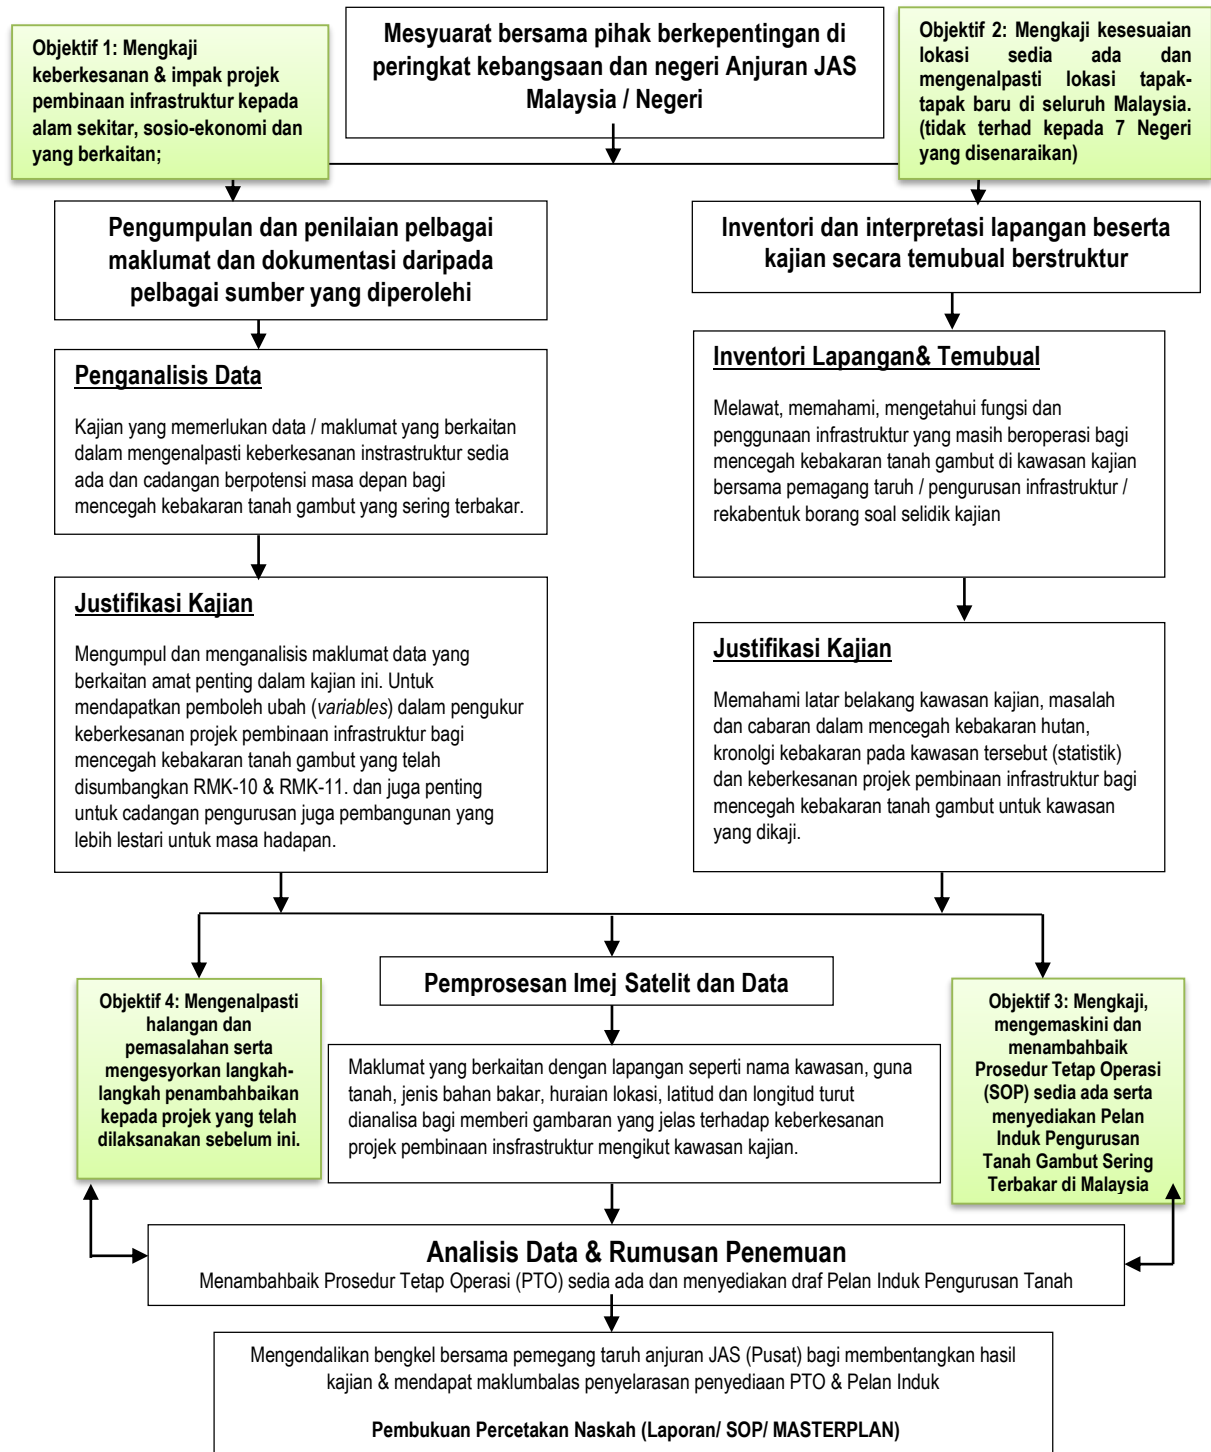 Objektif 1: Mengkaji
keberkesanan & impak projek
pembinaan infrastruktur kepada
alam sekitar, sosio-ekonomi dan
yang berkaitan;
Mesyuarat bersama pihak berkepentingan di
peringkat kebangsaan dan negeri Anjuran JAS
Malaysia / Negeri
Objektif 2: Mengkaji kesesuaian
lokasi sedia ada dan
mengenalpasti lokasi tapak-
tapak baru di seluruh Malaysia.
(tidak terhad kepada 7 Negeri
yang disenaraikan)
Pengumpulan dan penilaian pelbagai
maklumat dan dokumentasi daripada
pelbagai sumber yang diperolehi
Inventori dan interpretasi lapangan beserta
kajian secara temubual berstruktur
Penganalisis Data
Kajian yang memerlukan data / maklumat yang berkaitan
dalam mengenalpasti keberkesanan instrastruktur sedia
ada dan cadangan berpotensi masa depan bagi
mencegah kebakaran tanah gambut yang sering terbakar.
Inventori Lapangan& Temubual
Melawat, memahami, mengetahui fungsi dan
penggunaan infrastruktur yang masih beroperasi bagi
mencegah kebakaran tanah gambut di kawasan kajian
bersama pemagang taruh / pengurusan infrastruktur /
rekabentuk borang soal selidik kajian
Justifikasi Kajian
Mengumpul dan menganalisis maklumat data yang
berkaitan amat penting dalam kajian ini. Untuk
mendapatkan pemboleh ubah (variables) dalam pengukur
keberkesanan projek pembinaan infrastruktur bagi
mencegah kebakaran tanah gambut yang telah
disumbangkan RMK-10 & RMK-11. dan juga penting
untuk cadangan pengurusan juga pembangunan yang
lebih lestari untuk masa hadapan.
Justifikasi Kajian
Memahami latar belakang kawasan kajian, masalah
dan cabaran dalam mencegah kebakaran hutan,
kronolgi kebakaran pada kawasan tersebut (statistik)
dan keberkesanan projek pembinaan infrastruktur bagi
mencegah kebakaran tanah gambut untuk kawasan
yang dikaji.
Objektif 4: Mengenalpasti
halangan dan
pemasalahan serta
mengesyorkan langkah-
langkah penambahbaikan
kepada projek yang telah
dilaksanakan sebelum ini.
Pemprosesan Imej Satelit dan Data
Maklumat yang berkaitan dengan lapangan seperti nama kawasan, guna
tanah, jenis bahan bakar, huraian lokasi, latitud dan longitud turut
dianalisa bagi memberi gambaran yang jelas terhadap keberkesanan
projek pembinaan insfrastruktur mengikut kawasan kajian.
Objektif 3: Mengkaji,
mengemaskini dan
menambahbaik
Prosedur Tetap Operasi
(SOP) sedia ada serta
menyediakan Pelan
Induk Pengurusan
Tanah Gambut Sering
Terbakar di Malaysia
Analisis Data & Rumusan Penemuan
Menambahbaik Prosedur Tetap Operasi (PTO) sedia ada dan menyediakan draf Pelan Induk Pengurusan Tanah
Mengendalikan bengkel bersama pemegang taruh anjuran JAS (Pusat) bagi membentangkan hasil
kajian & mendapat maklumbalas penyelarasan penyediaan PTO & Pelan Induk
Pembukuan Percetakan Naskah (Laporan/ SOP/ MASTERPLAN)